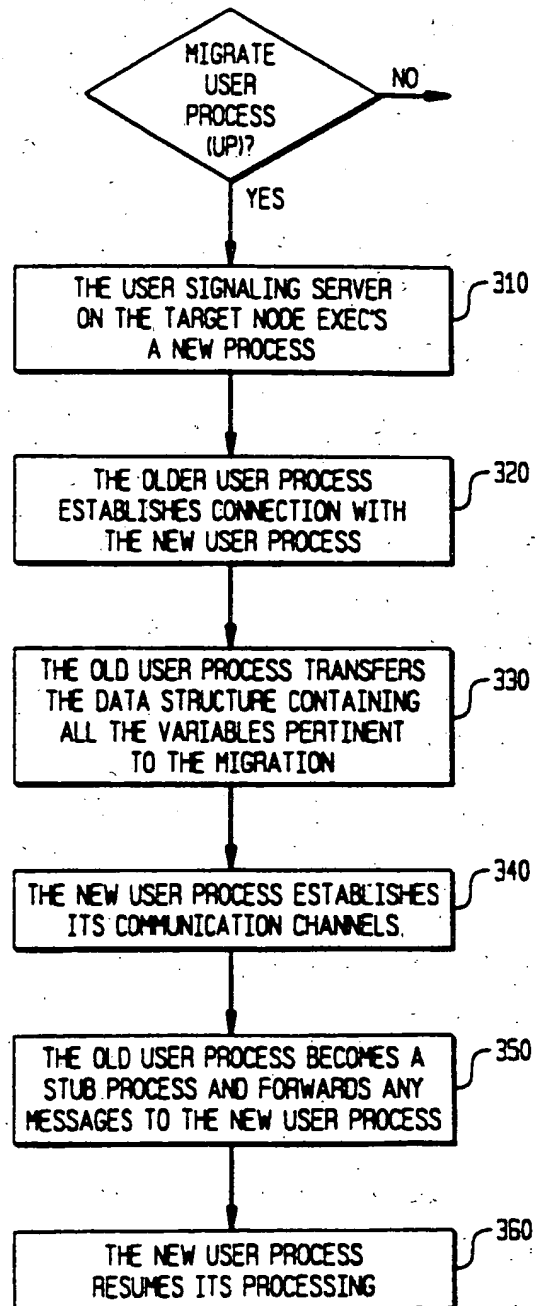 MIGRATE
USER
PROCESS
(UP)?
NO
YES
THE USER SIGNALING SERVER
ON THE TARGET NODE EXEC'S
A NEW PROCESS
310
THE OLDER USER PROCESS
ESTABLISHES CONNECTION WITH
THE NEW USER PROCESS
320
THE OLD USER PROCESS TRANSFERS
THE DATA STRUCTURE CONTAINING
ALL THE VARIABLES PERTINENT
TO THE MIGRATION
330
THE NEW USER PROCESS ESTABLISHES
ITS COMMUNICATION CHANNELS.
340
THE OLD USER PROCESS BECOMES A
STUB PROCESS AND FORWARDS ANY
MESSAGES TO THE NEW USER PROCESS
350
THE NEW USER PROCESS
RESUMES ITS PROCESSING
360